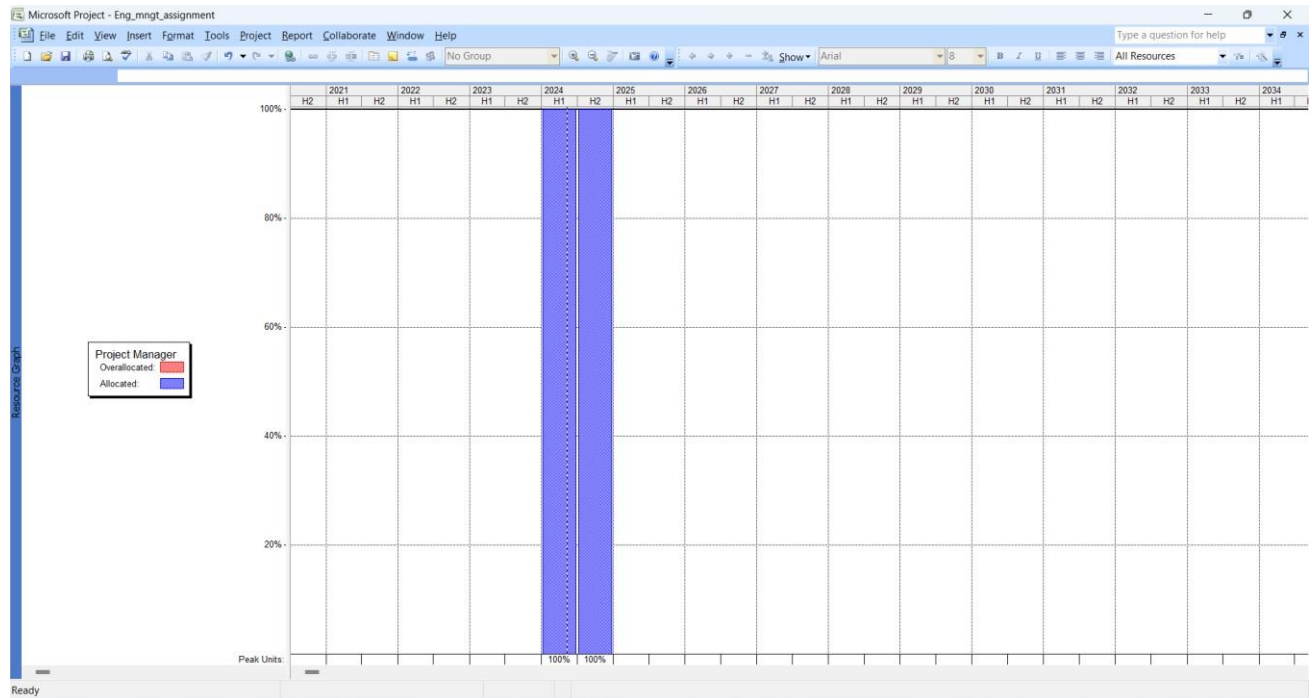 Microsoft Project - Eng_mngt_assignment
File Edit View Insert Format Tools Project Report Collaborate Window Help Type a question for help
No Group Show Arial 8 B I U All Resources
2021 2022 2023 2024 2025 2026 2027 2028 2029 2030 2031 2032 2033 2034
H2 H1 H2 H1 H2 H1 H2 H1 H2 H1 H2 H1 H2 H1 H2 H1 H2 H1 H2 H1 H2 H1 H2 H1 H2 H1 H2 H1
100%
80%
60%
Resource Graph
Project Manager
Overallocated:
Allocated:
40%
20%
Peak Units: 100% 100%
Ready